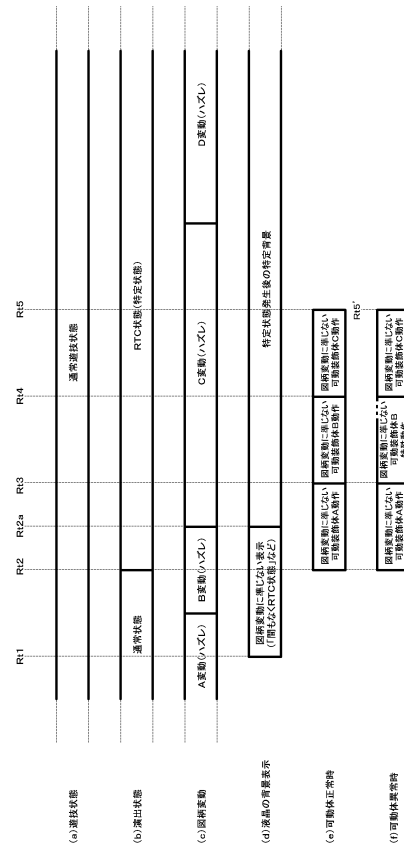 Rt1
Rt2
Rt2a
Rt3
Rt4
Rt5
(a)遊技状態
通常遊技状態
(b)演出状態
通常状態
RTC状態(特定状態)
(c)図柄変動
A変動(ハズレ)
B変動(ハズレ)
C変動(ハズレ)
D変動(ハズレ)
(d)液晶の背景表示
図柄変動に準じない表示
(「間もなくRTC状態」など)
特定状態発生後の特定背景
(e)可動体正常時
図柄変動に準じない
可動装飾体A動作
図柄変動に準じない
可動装飾体B動作
図柄変動に準じない
可動装飾体C動作
Rt5'
(f)可動体異常時
図柄変動に準じない
可動装飾体A動作
図柄変動に準じない
可動装飾体B
図柄変動に準じない
可動装飾体C動作